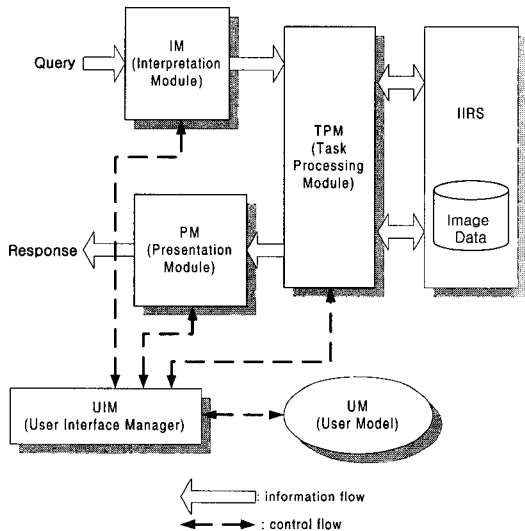 Query
IM
(Interpretation
Module)
TPM
(Task
Processing
Module)
IIRS
Image
Data
Response
PM
(Presentation
Module)
UIM
(User Interface Manager)
UM
(User Model)
: information flow
: control flow